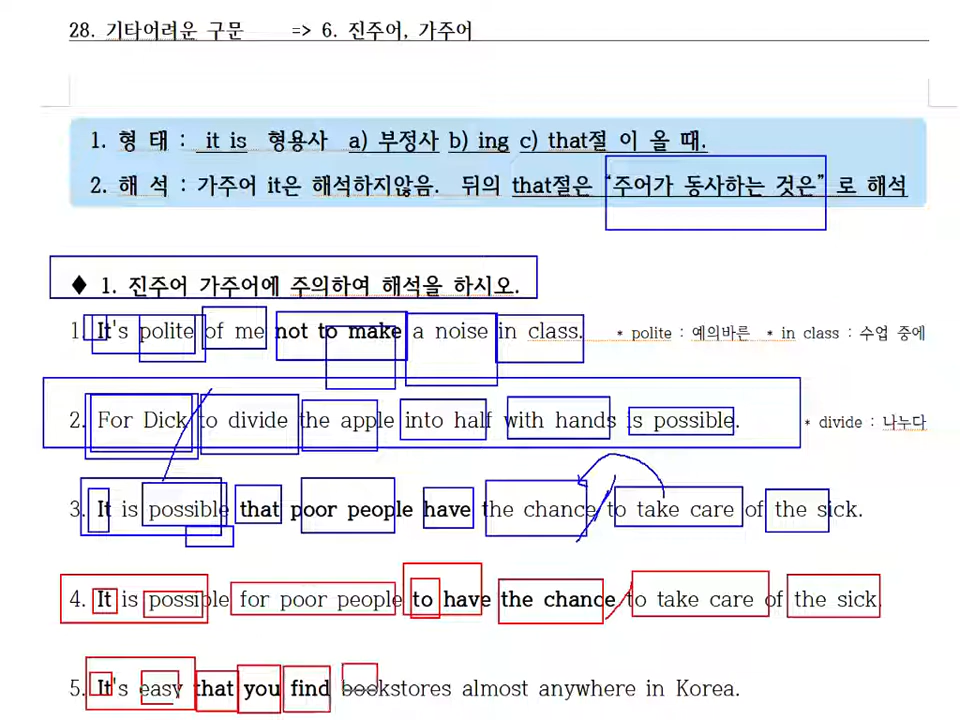 28. 기타어려운 구문 => 6. 진주어, 가주어
1. 형 태 : it is 형용사 a) 부정사 b) ing c) that절 이 올 때.
2. 해 석 : 가주어 it은 해석하지않음. 뒤의 that절은 “주어가 동사하는 것은” 로 해석
◆ 1. 진주어 가주어에 주의하여 해석을 하시오.
1. It's polite of me not to make a noise in class. * polite : 예의바른 * in class : 수업 중에
2. For Dick to divide the apple into half with hands is possible. * divide : 나누다
3. It is possible that poor people have the chance to take care of the sick.
4. It is possible for poor people to have the chance to take care of the sick.
5. It's easy that you find bookstores almost anywhere in Korea.